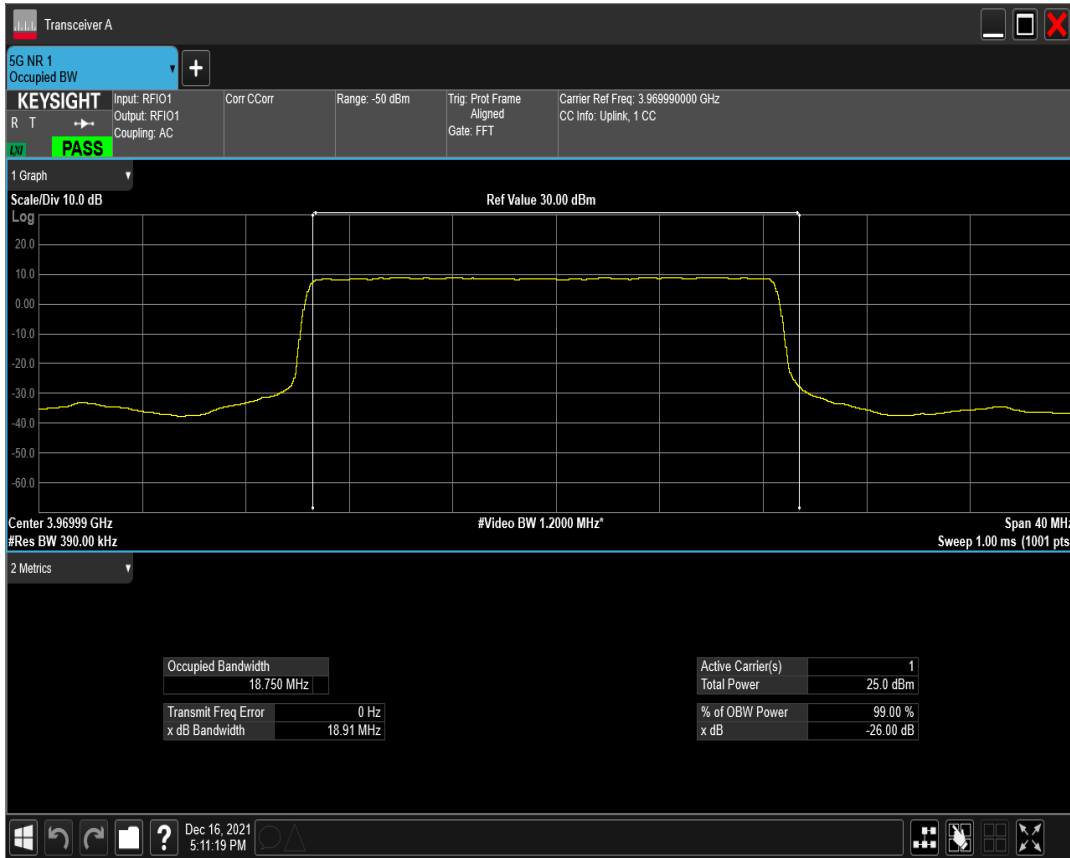 Transceiver A
5G NR 1
Occupied BW
KEYSIGHT
R T
LXI
PASS
Input: RFIO1
Output: RFIO1
Coupling: AC
Corr CCorr
Range: -50 dBm
Trig: Prot Frame
Aligned
Gate: FFT
Carrier Ref Freq: 3.969990000 GHz
CC Info: Uplink, 1 CC
1 Graph
Scale/Div 10.0 dB
Ref Value 30.00 dBm
Log
20.0
10.0
0.00
-10.0
-20.0
-30.0
-40.0
-50.0
-60.0
Center 3.96999 GHz
#Video BW 1.2000 MHz*
Span 40 MHz
#Res BW 390.00 kHz
Sweep 1.00 ms (1001 pts
2 Metrics
Occupied Bandwidth
18.750 MHz
Transmit Freq Error 0 Hz
x dB Bandwidth 18.91 MHz
Active Carrier(s) 1
Total Power 25.0 dBm
% of OBW Power 99.00 %
x dB -26.00 dB
?
Dec 16, 2021
5:11:19 PM